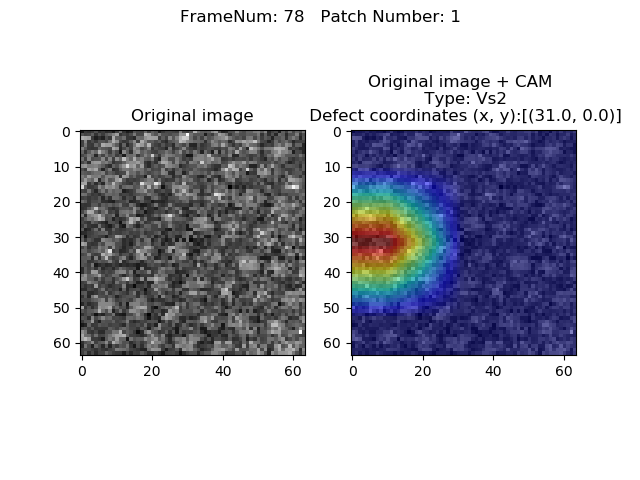 FrameNum: 78   Patch Number: 1
Original image
Original image + CAM
Type: Vs2
Defect coordinates (x, y):[(31.0, 0.0)]
0
10
20
30
40
50
60
0 20 40 60
0
10
20
30
40
50
60
0 20 40 60